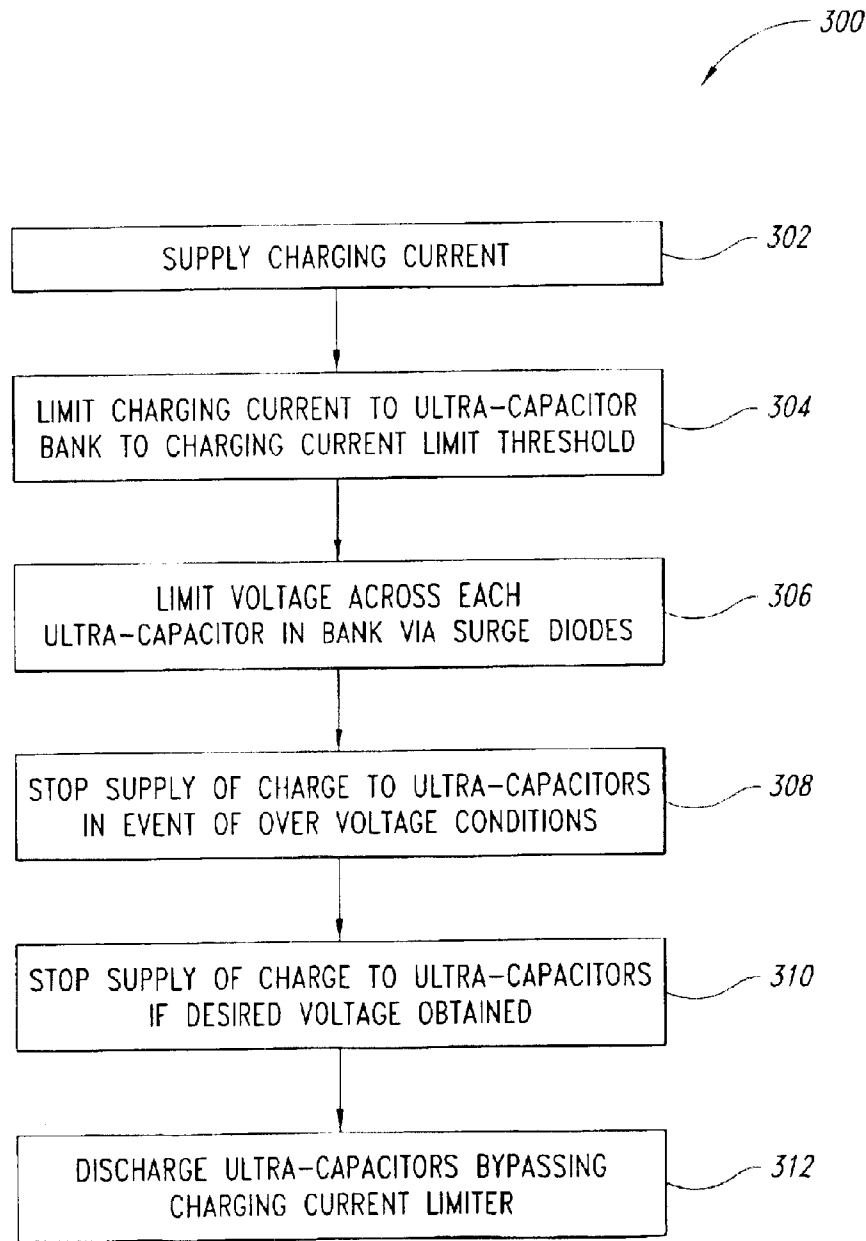 300
SUPPLY CHARGING CURRENT
302
LIMIT CHARGING CURRENT TO ULTRA-CAPACITOR
BANK TO CHARGING CURRENT LIMIT THRESHOLD
304
LIMIT VOLTAGE ACROSS EACH
ULTRA-CAPACITOR IN BANK VIA SURGE DIODES
306
STOP SUPPLY OF CHARGE TO ULTRA-CAPACITORS
IN EVENT OF OVER VOLTAGE CONDITIONS
308
STOP SUPPLY OF CHARGE TO ULTRA-CAPACITORS
IF DESIRED VOLTAGE OBTAINED
310
DISCHARGE ULTRA-CAPACITORS BYPASSING
CHARGING CURRENT LIMITER
312